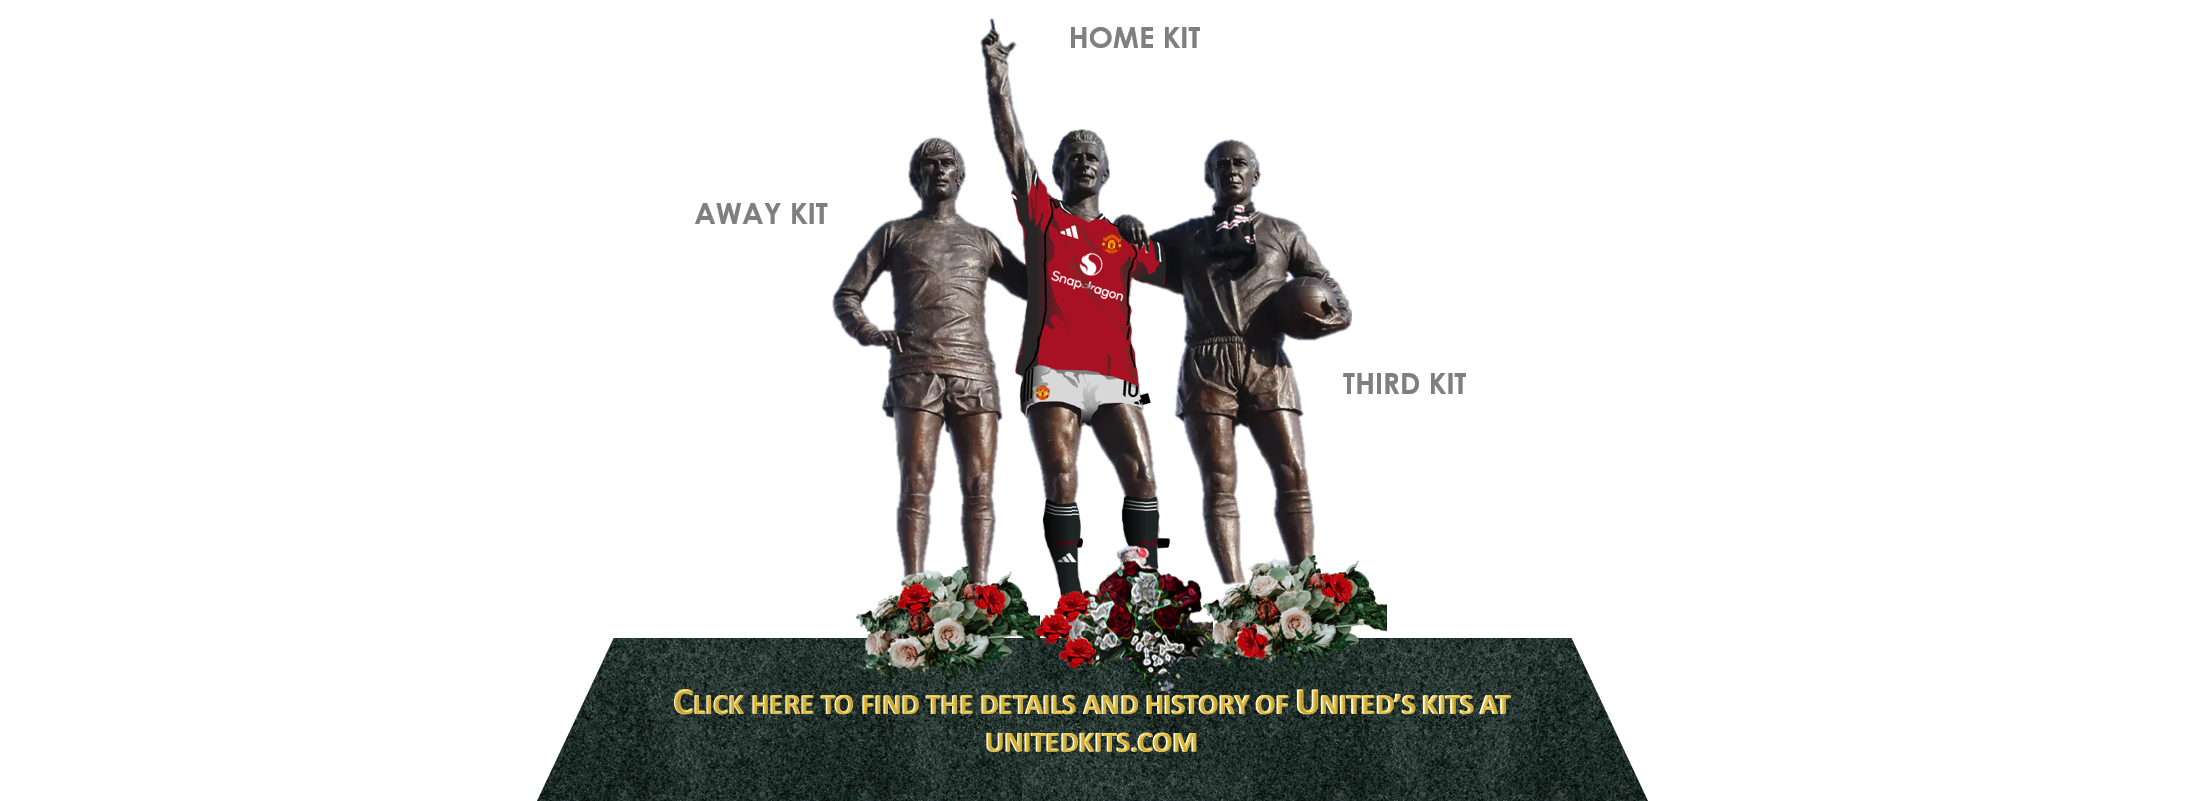 HOME KIT
AWAY KIT
Snapdragon
THIRD KIT
10
CLICK HERE TO FIND THE DETAILS AND HISTORY OF UNITED'S KITS AT
UNITEDKITS.COM